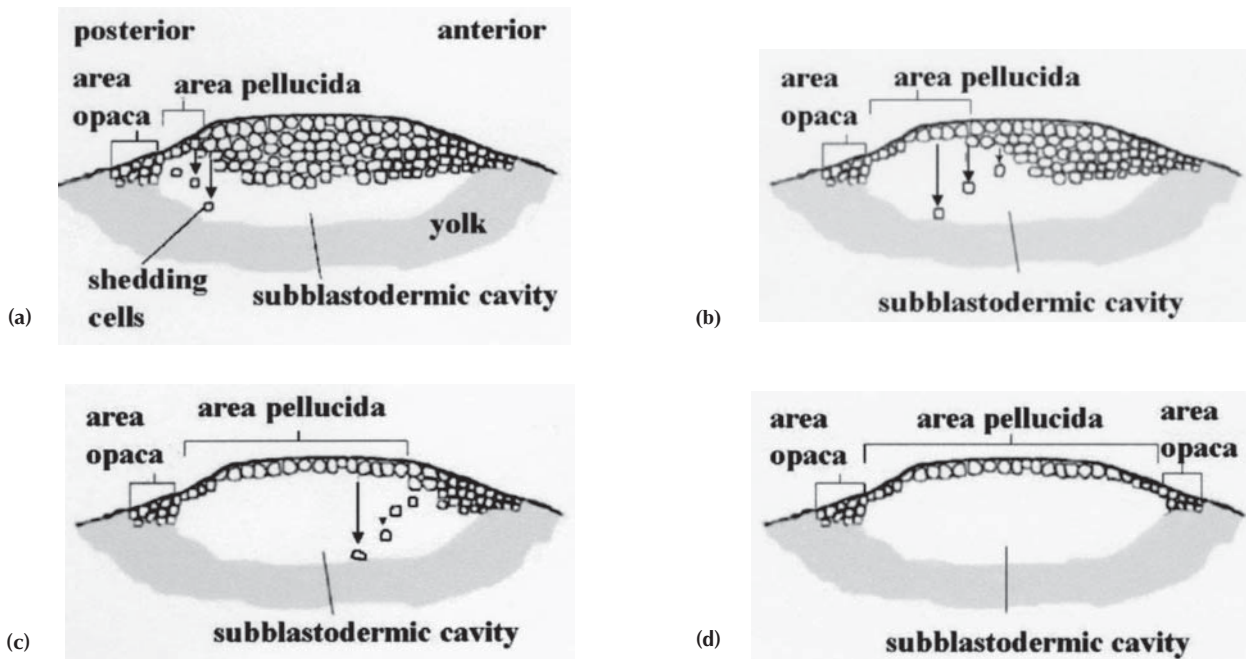 posterior anterior
area
opaca
area pellucida
yolk
shedding
cells
subblastodermic cavity
(a)
area
opaca
area pellucida
subblastodermic cavity
(b)
area
opaca
area pellucida
subblastodermic cavity
(c)
area
opaca
area pellucida
area
opaca
subblastodermic cavity
(d)